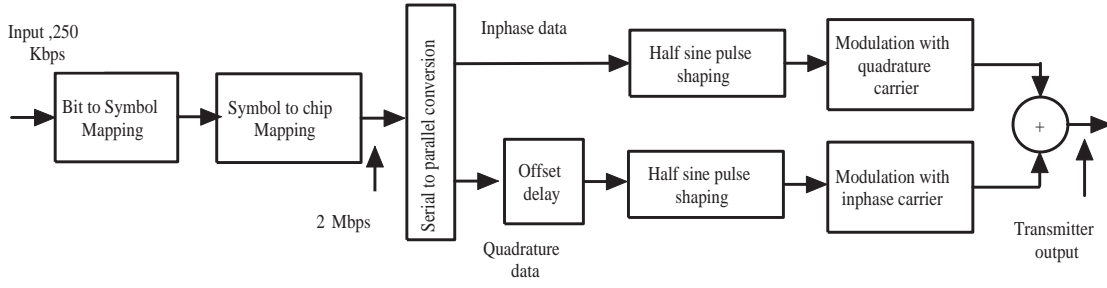 Input ,250
Kbps
Bit to Symbol
Mapping
Symbol to chip
Mapping
2 Mbps
Serial to parallel conversion
Inphase data
Half sine pulse
shaping
Modulation with
quadrature
carrier
Offset
delay
Quadrature
data
Half sine pulse
shaping
Modulation with
inphase carrier
+
Transmitter
output